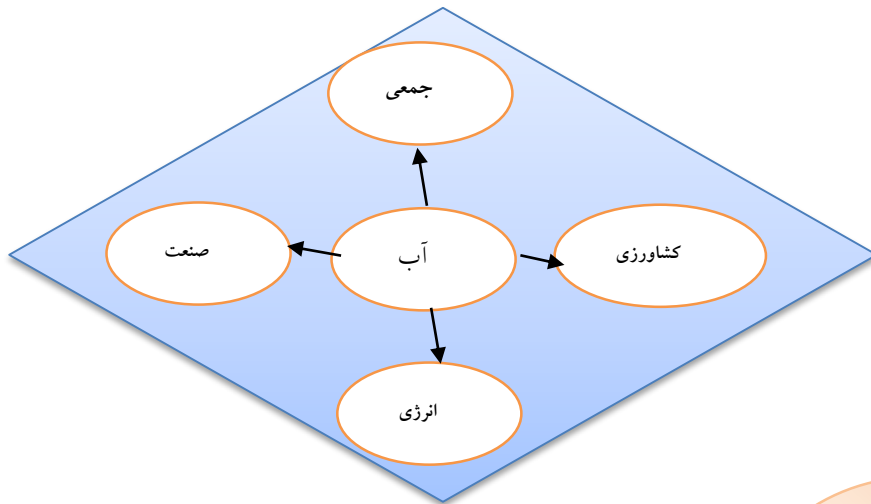 جمعی
کشاورزی
آب
صنعت
انرژی